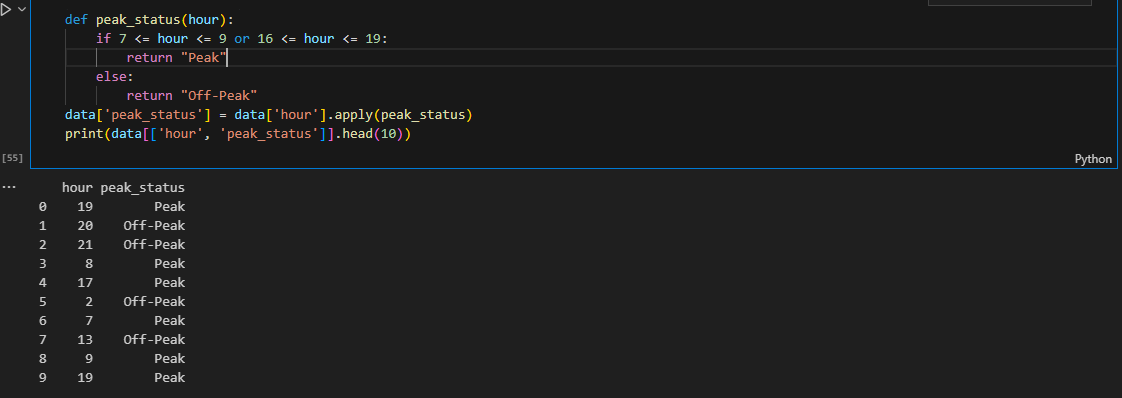 def peak_status(hour):
    if 7 <= hour <= 9 or 16 <= hour <= 19:
        return "Peak"
    else:
        return "Off-Peak"
data['peak_status'] = data['hour'].apply(peak_status)
print(data[['hour', 'peak_status']].head(10))
[55]
Python
...
   hour peak_status
0    19        Peak
1    20    Off-Peak
2    21    Off-Peak
3     8        Peak
4    17        Peak
5     2    Off-Peak
6     7        Peak
7    13    Off-Peak
8     9        Peak
9    19        Peak